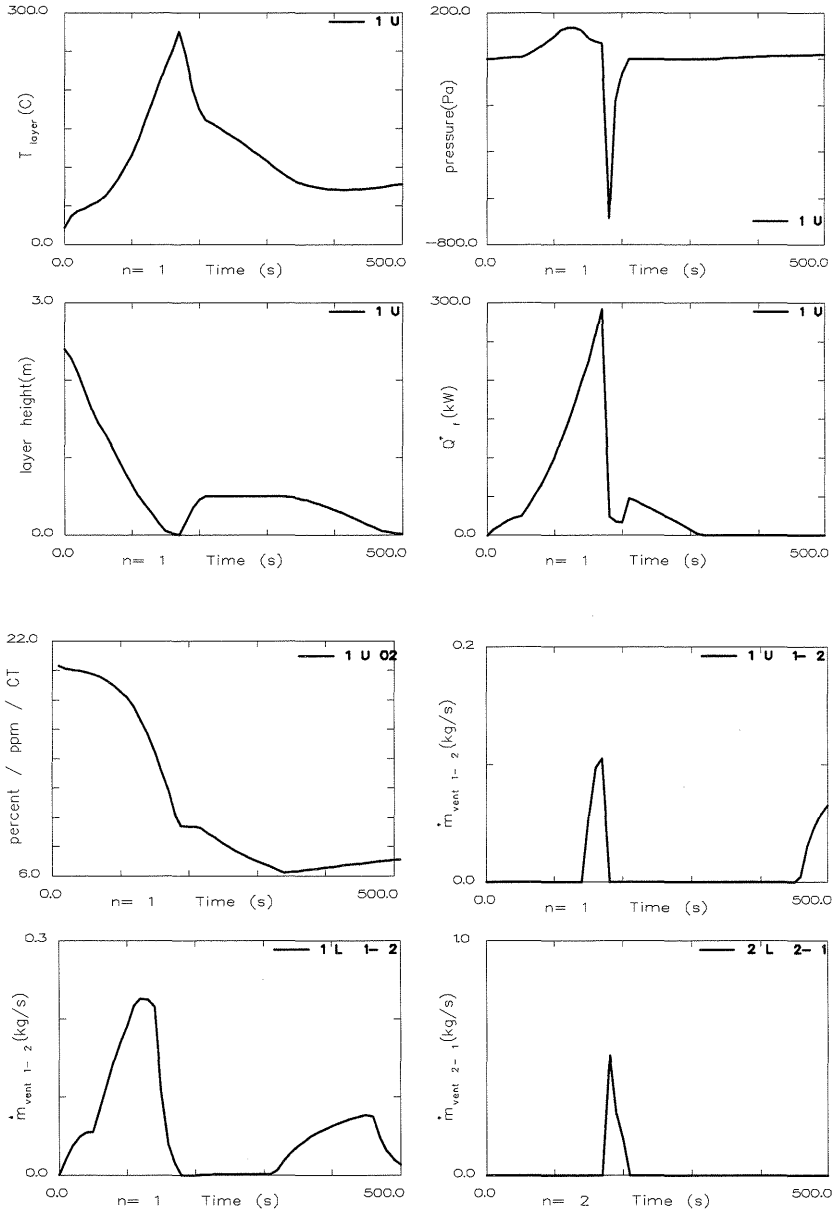 300.0
1 U
T layer (C)
0.0
0.0
n= 1 Time (s)
500.0
200.0
pressure(Pa)
-800.0
1 U
0.0
n= 1 Time (s)
500.0
3.0
1 U
layer height(m)
0.0
0.0
n= 1 Time (s)
500.0
300.0
1 U
Q f (kW)
0.0
0.0
n= 1 Time (s)
500.0
22.0
1 U O2
percent / ppm / CT
6.0
0.0
n= 1 Time (s)
500.0
0.2
1 U 1- 2
ṁ vent 1- 2 (kg/s)
0.0
0.0
n= 1 Time (s)
500.0
0.3
1 L 1- 2
ṁ vent 1- 2 (kg/s)
0.0
0.0
n= 1 Time (s)
500.0
1.0
2 L 2- 1
ṁ vent 2- 1 (kg/s)
0.0
0.0
n= 2 Time (s)
500.0